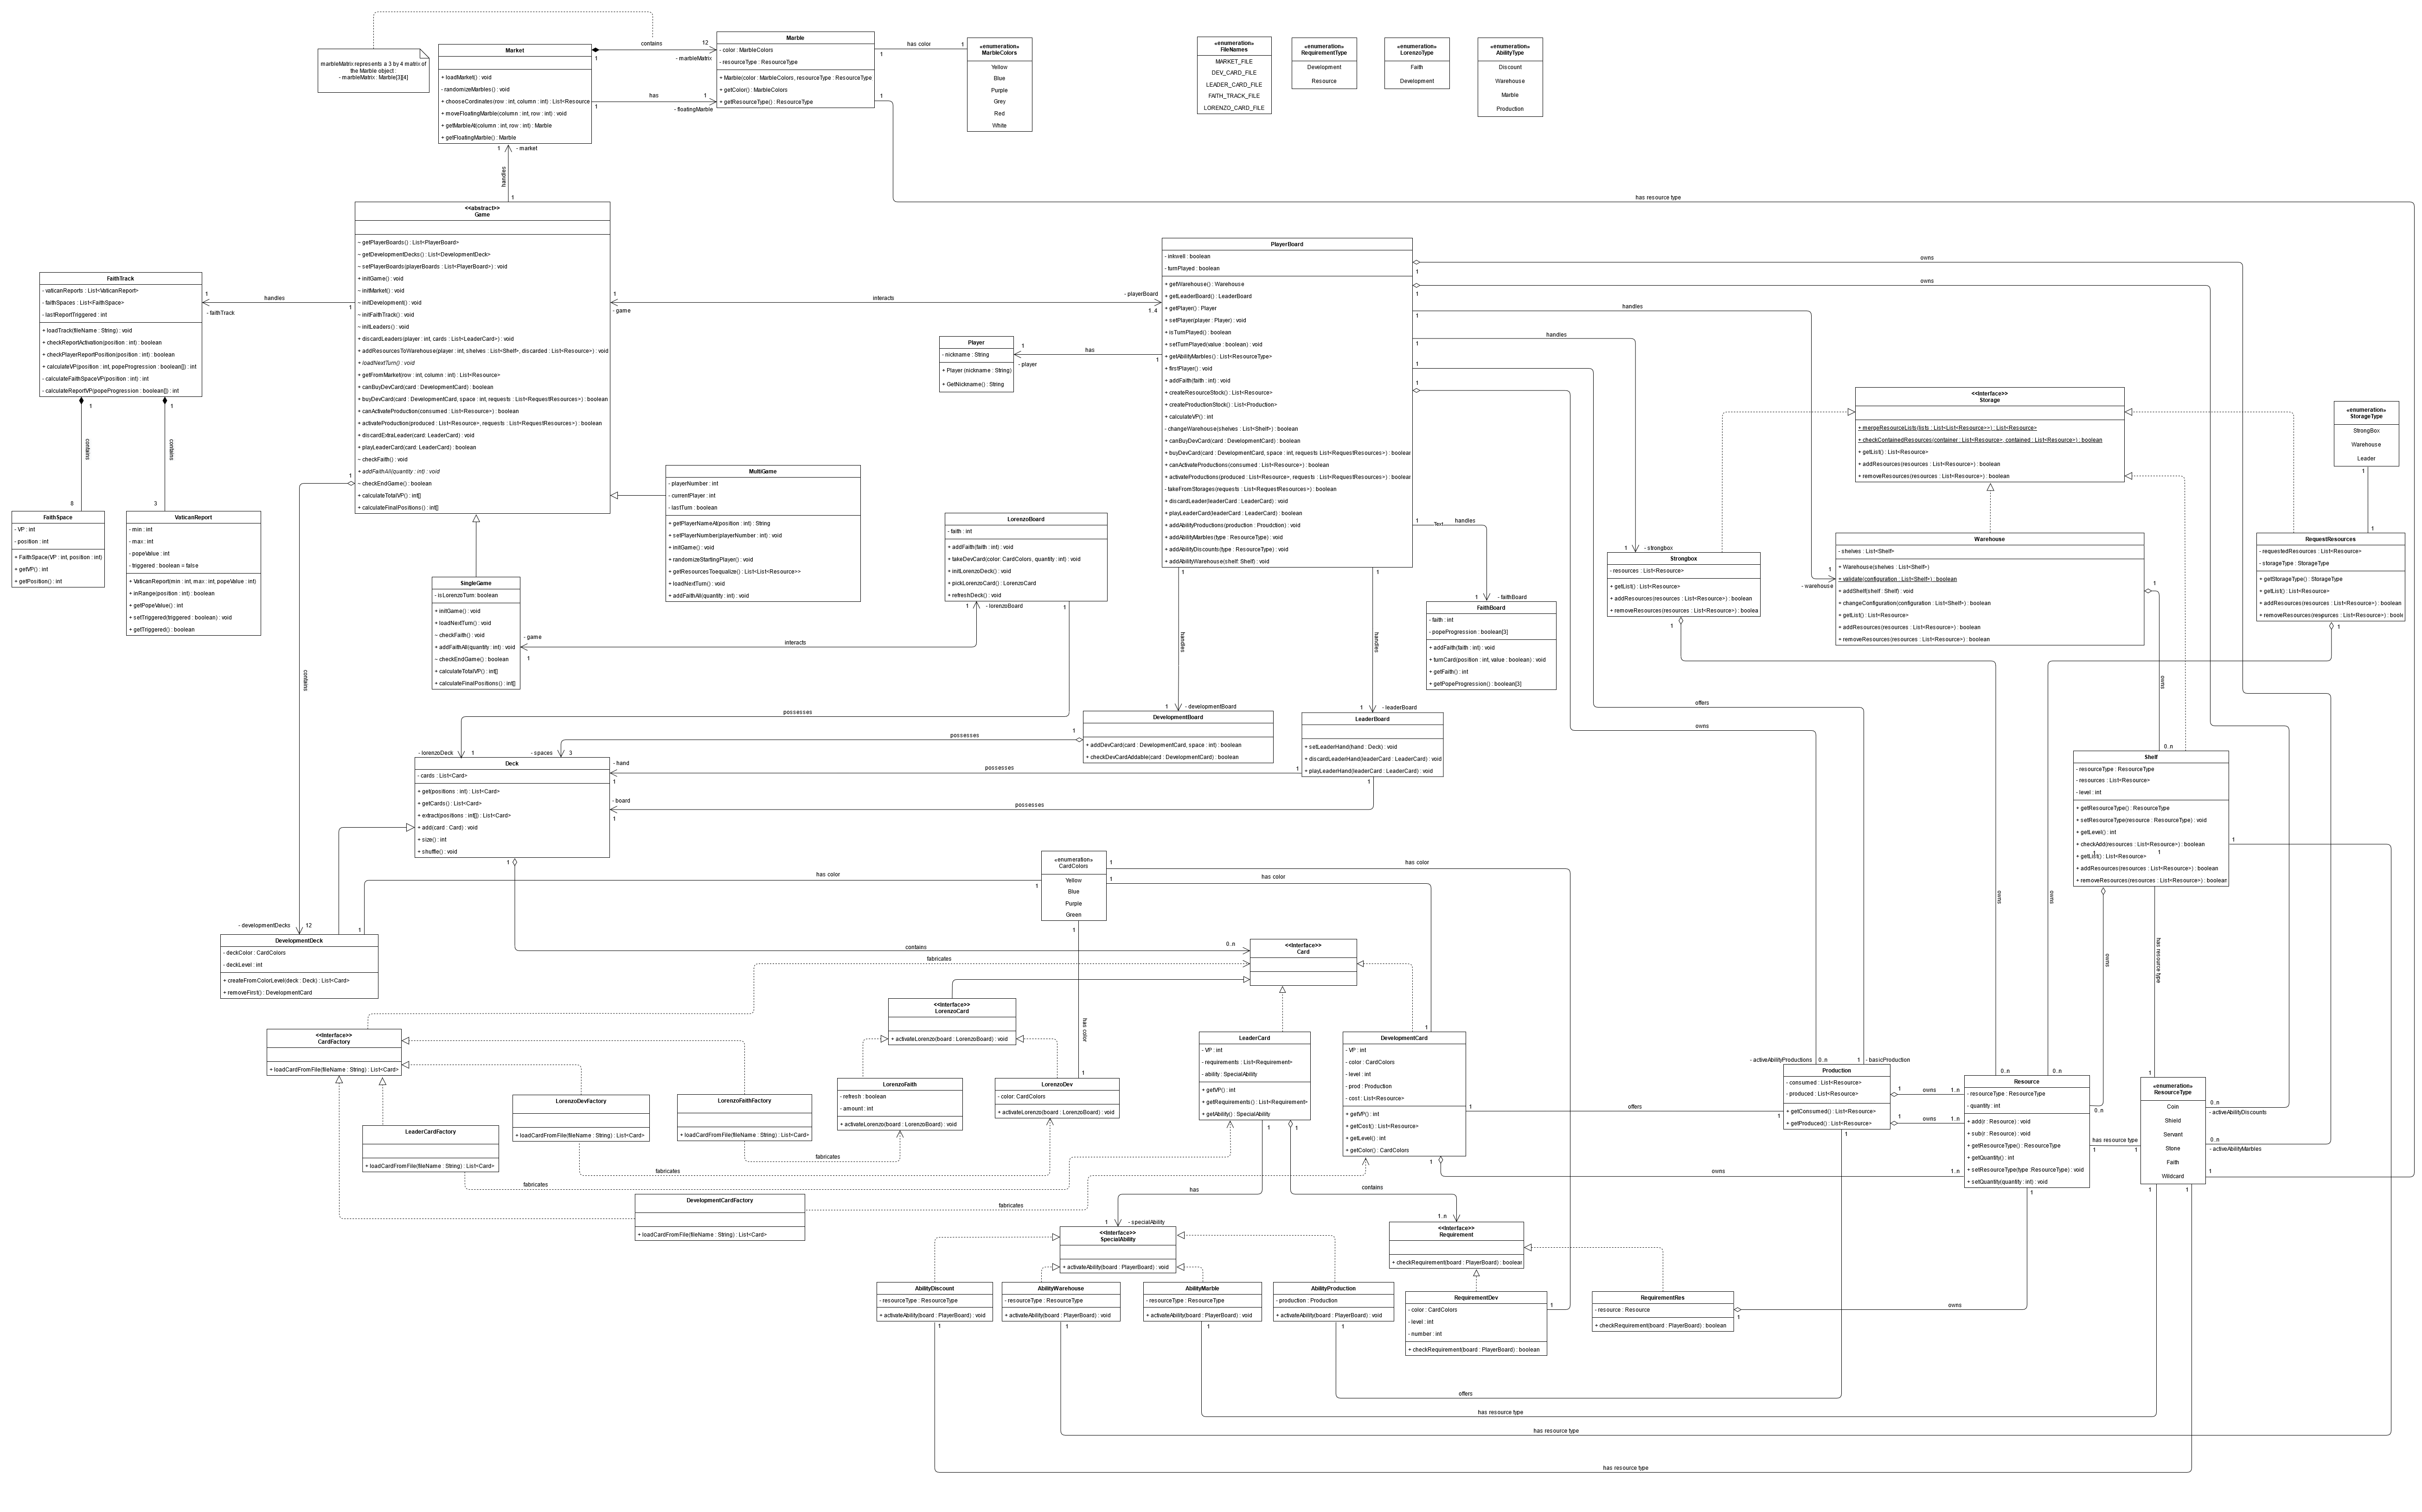 marbleMatrix represents a 3 by 4 matrix of
the Marble object :
- marbleMatrix : Marble[3][4]
Market
+ loadMarket() : void
- randomizeMarbles() : void
+ chooseCordinates(row : int, column : int) : List<Resource
+ moveFloatingMarble(column : int, row : int) : void
+ getMarbleAt(column : int, row : int) : Marble
+ getFloatingMarble() : Marble
contains
12
1
- marbleMatrix
has
1
1
- floatingMarble
Marble
- color : MarbleColors
- resourceType : ResourceType
+ Marble(color : MarbleColors, resourceType : ResourceType
+ getColor() : MarbleColors
+ getResourceType() : ResourceType
has color
1
1
1
«enumeration»
MarbleColors
Yellow
Blue
Purple
Grey
Red
White
«enumeration»
FileNames
MARKET_FILE
DEV_CARD_FILE
LEADER_CARD_FILE
FAITH_TRACK_FILE
LORENZO_CARD_FILE
«enumeration»
RequirementType
Development
Resource
«enumeration»
LorenzoType
Faith
Development
«enumeration»
AbilityType
Discount
Warehouse
Marble
Production
1
- market
handles
1
has resource type
<<abstract>>
Game
~ getPlayerBoards() : List<PlayerBoard>
~ getDevelopmentDecks() : List<DevelopmentDeck>
~ setPlayerBoards(playerBoards : List<PlayerBoard>) : void
+ initGame() : void
~ initMarket() : void
~ initDevelopment() : void
~ initFaithTrack() : void
~ initLeaders() : void
+ discardLeaders(player : int, cards : List<LeaderCard>) : void
+ addResourcesToWarehouse(player : int, shelves : List<Shelf>, discarded : List<Resource>) : void
+ loadNextTurn() : void
+ getFromMarket(row : int, column : int) : List<Resource>
+ canBuyDevCard(card : DevelopmentCard) : boolean
+ buyDevCard(card : DevelopmentCard, space : int, requests : List<RequestResources>) : boolean
+ canActivateProduction(consumed : List<Resource>) : boolean
+ activateProduction(produced : List<Resource>, requests : List<RequestResources>) : boolean
+ discardExtraLeader(card: LeaderCard) : void
+ playLeaderCard(card: LeaderCard) : boolean
~ checkFaith() : void
+ addFaithAll(quantity : int) : void
~ checkEndGame() : boolean
+ calculateTotalVP() : int[]
+ calculateFinalPositions() : int[]
FaithTrack
- vaticanReports : List<VaticanReport>
- faithSpaces : List<FaithSpace>
- lastReportTriggered : int
+ loadTrack(fileName : String) : void
+ checkReportActivation(position : int) : boolean
+ checkPlayerReportPosition(position : int) : boolean
+ calculateVP(position : int, popeProgression : boolean[]) : int
- calculateFaithSpaceVP(position : int) : int
- calculateReportVP(popeProgression : boolean[]) : int
1
handles
- faithTrack
1
1
1
contains
contains
8
3
FaithSpace
- VP : int
- position : int
+ FaithSpace(VP : int, position : int)
+ getVP() : int
+ getPosition() : int
VaticanReport
- min : int
- max : int
- popeValue : int
- triggered : boolean = false
+ VaticanReport(min : int, max : int, popeValue : int)
+ inRange(position : int) : boolean
+ getPopeValue() : int
+ setTriggered(triggered : boolean) : void
+ getTriggered() : boolean
1
contains
- developmentDecks
12
MultiGame
- playerNumber : int
- currentPlayer : int
- lastTurn : boolean
+ getPlayerNameAt(position : int) : String
+ setPlayerNumber(playerNumber : int) : void
+ initGame() : void
+ randomizeStartingPlayer() : void
+ getResourcesToequalize() : List<List<Resource>>
+ loadNextTurn() : void
+ addFaithAll(quantity : int) : void
SingleGame
- isLorenzoTurn: boolean
+ initGame() : void
+ loadNextTurn() : void
~ checkFaith() : void
+ addFaithAll(quantity : int) : void
~ checkEndGame() : boolean
+ calculateTotalVP() : int[]
+ calculateFinalPositions() : int[]
LorenzoBoard
- faith : int
+ addFaith(faith : int) : void
+ takeDevCard(color: CardColors, quantity : int) : void
+ initLorenzoDeck() : void
+ pickLorenzoCard() : LorenzoCard
+ refreshDeck() : void
1
- lorenzoBoard
1
- game
interacts
1
1
interacts
- playerBoard
- game
1..4
Player
- nickname : String
+ Player (nickname : String)
+ GetNickname() : String
1
has
- player
1
PlayerBoard
- inkwell : boolean
- turnPlayed : boolean
+ getWarehouse() : Warehouse
+ getLeaderBoard() : LeaderBoard
+ getPlayer() : Player
+ setPlayer(player : Player) : void
+ isTurnPlayed() : boolean
+ setTurnPlayed(value : boolean) : void
+ getAbilityMarbles() : List<ResourceType>
+ firstPlayer() : void
+ addFaith(faith : int) : void
+ createResourceStock() : List<Resource>
+ createProductionStock() : List<Production>
+ calculateVP() : int
- changeWarehouse(shelves : List<Shelf>) : boolean
+ canBuyDevCard(card : DevelopmentCard) : boolean
+ buyDevCard(card : DevelopmentCard, space : int, requests List<RequestResources>) : boolean
+ canActivateProductions(consumed : List<Resource>) : boolean
+ activateProductions(produced : List<Resource>, requests : List<RequestResources>) : boolean
- takeFromStorages(requests : List<RequestResources>) : boolean
+ discardLeader(leaderCard : LeaderCard) : void
+ playLeaderCard(leaderCard : LeaderCard) : boolean
+ addAbilityProductions(production : Proudction) : void
+ addAbilityMarbles(type : ResourceType) : void
+ addAbilityDiscounts(type : ResourceType) : void
+ addAbilityWarehouse(shelf: Shelf) : void
owns
1
owns
1
handles
1
handles
1
1
1
1
Text
handles
1
- faithBoard
FaithBoard
- faith : int
- popeProgression : boolean[3]
+ addFaith(faith : int) : void
+ turnCard(position : int, value : boolean) : void
+ getFaith() : int
+ getPopeProgression() : boolean[3]
1
1
handles
handles
1
- developmentBoard
1
- leaderBoard
DevelopmentBoard
+ addDevCard(card : DevelopmentCard, space : int) : boolean
+ checkDevCardAddable(card : DevelopmentCard) : boolean
LeaderBoard
+ setLeaderHand(hand : Deck) : void
+ discardLeaderHand(leaderCard : LeaderCard) : void
+ playLeaderHand(leaderCard : LeaderCard) : void
offers
owns
<<Interface>>
Storage
+ mergeResourceLists(lists : List<List<Resource>>) : List<Resource>
+ checkContainedResources(container : List<Resource>, contained : List<Resource>) : boolean
+ getList() : List<Resource>
+ addResources(resources : List<Resource>) : boolean
+ removeResources(resources : List<Resource>) : boolean
«enumeration»
StorageType
StrongBox
Warehouse
Leader
1
1
1
- strongbox
Strongbox
- resources : List<Resource>
+ getList() : List<Resource>
+ addResources(resources : List<Resource>) : boolean
+ removeResources(resources : List<Resource>) : boolea
1
1
- warehouse
Warehouse
- shelves : List<Shelf>
+ Warehouse(shelves : List<Shelf>)
+ validate(configuration : List<Shelf>) : boolean
+ addShelf(shelf : Shelf) : void
+ changeConfiguration(configuration : List<Shelf>) : boolean
+ getList() : List<Resource>
+ addResources(resources : List<Resource>) : boolean
+ removeResources(resources : List<Resource>) : boolean
1
owns
0..n
RequestResources
- requestedResources : List<Resource>
- storageType : StorageType
+ getStorageType() : StorageType
+ getList() : List<Resource>
+ addResources(resources : List<Resource>) : boolean
+ removeResources(resources : List<Resource>) : bool
1
Shelf
- resourceType : ResourceType
- resources : List<Resource>
- level : int
+ getResourceType() : ResourceType
+ setResourceType(resource : ResourceType) : void
+ getLevel() : int
+ checkAdd(resources : List<Resource>) : boolean
+ getList() : List<Resource>
+ addResources(resources : List<Resource>) : boolean
+ removeResources(resources : List<Resource>) : boolean
1
1
1
possesses
- lorenzoDeck
1
1
possesses
- spaces
3
- hand
possesses
1
1
- board
possesses
1
1
Deck
- cards : List<Card>
+ get(positions : int) : List<Card>
+ getCards() : List<Card>
+ extract(positions : int[]) : List<Card>
+ add(card : Card) : void
+ size() : int
+ shuffle() : void
1
contains
0..n
has color
1
1
DevelopmentDeck
- deckColor : CardColors
- deckLevel : int
+ createFromColorLevel(deck : Deck) : List<Card>
+ removeFirst() : DevelopmentCard
«enumeration»
CardColors
Yellow
Blue
Purple
Green
1
has color
1
has color
1
has color
1
<<Interface>>
Card
fabricates
<<Interface>>
LorenzoCard
+ activateLorenzo(board : LorenzoBoard) : void
<<Interface>>
CardFactory
+ loadCardFromFile(fileName : String) : List<Card>
LorenzoDevFactory
+ loadCardFromFile(fileName : String) : List<Card>
LorenzoFaithFactory
+ loadCardFromFile(fileName : String) : List<Card>
LeaderCardFactory
+ loadCardFromFile(fileName : String) : List<Card>
DevelopmentCardFactory
+ loadCardFromFile(fileName : String) : List<Card>
fabricates
fabricates
fabricates
fabricates
LorenzoFaith
- refresh : boolean
- amount : int
+ activateLorenzo(board : LorenzoBoard) : void
1
LorenzoDev
- color: CardColors
+ activateLorenzo(board : LorenzoBoard) : void
LeaderCard
- VP : int
- requirements : List<Requirement>
- ability : SpecialAbility
+ getVP() : int
+ getRequirements() : List<Requirement>
+ getAbility() : SpecialAbility
1
1
1
DevelopmentCard
- VP : int
- color : CardColors
- level : int
- prod : Production
- cost : List<Resource>
+ getVP() : int
+ getCost() : List<Resource>
+ getLevel() : int
+ getColor() : CardColors
1
offers
1
1
owns
1..n
- activeAbilityProductions
0..n
1
- basicProduction
Production
- consumed : List<Resource>
- produced : List<Resource>
+ getConsumed() : List<Resource>
+ getProduced() : List<Resource>
1
owns
1..n
1
owns
1..n
1
owns
owns
owns
0..n
0..n
0..n
Resource
- resourceType : ResourceType
- quantity : int
+ add(r : Resource) : void
+ sub(r : Resource) : void
+ getResourceType() : ResourceType
+ getQuantity() : int
+ setResourceType(type :ResourceType) : void
+ setQuantity(quantity : int) : void
1
has resource type
1
1
has resource type
1
«enumeration»
ResourceType
Coin
Shield
Servant
Stone
Faith
Wildcard
0..n
- activeAbilityDiscounts
0..n
- activeAbilityMarbles
1
1
1
has
1
- specialAbility
contains
1..n
<<Interface>>
SpecialAbility
+ activateAbility(board : PlayerBoard) : void
<<Interface>>
Requirement
+ checkRequirement(board : PlayerBoard) : boolean
AbilityDiscount
- resourceType : ResourceType
+ activateAbility(board : PlayerBoard) : void
AbilityWarehouse
- resourceType : ResourceType
+ activateAbility(board : PlayerBoard) : void
AbilityMarble
- resourceType : ResourceType
+ activateAbility(board : PlayerBoard) : void
AbilityProduction
- production : Production
+ activateAbility(board : PlayerBoard) : void
RequirementDev
- color : CardColors
- level : int
- number : int
+ checkRequirement(board : PlayerBoard) : boolean
1
RequirementRes
- resource : Resource
+ checkRequirement(board : PlayerBoard) : boolean
1
owns
1
1
1
1
offers
has resource type
has resource type
has resource type